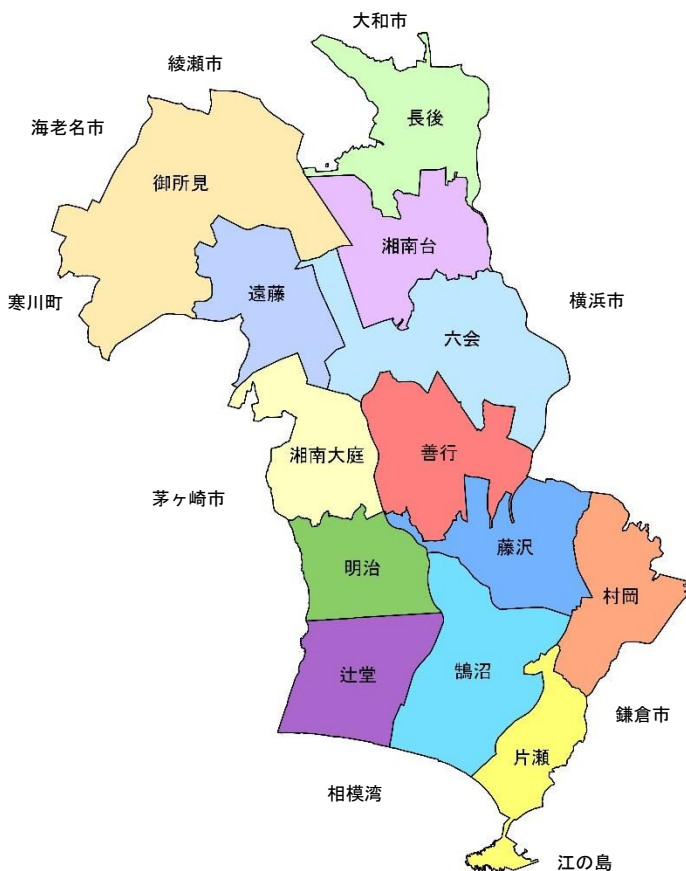 大和市
綾瀬市
海老名市
長後
御所見
湘南台
遠藤
寒川町
横浜市
六会
湘南大庭
善行
茅ヶ崎市
藤沢
明治
村岡
辻堂
鵠沼
鎌倉市
片瀬
相模湾
江の島